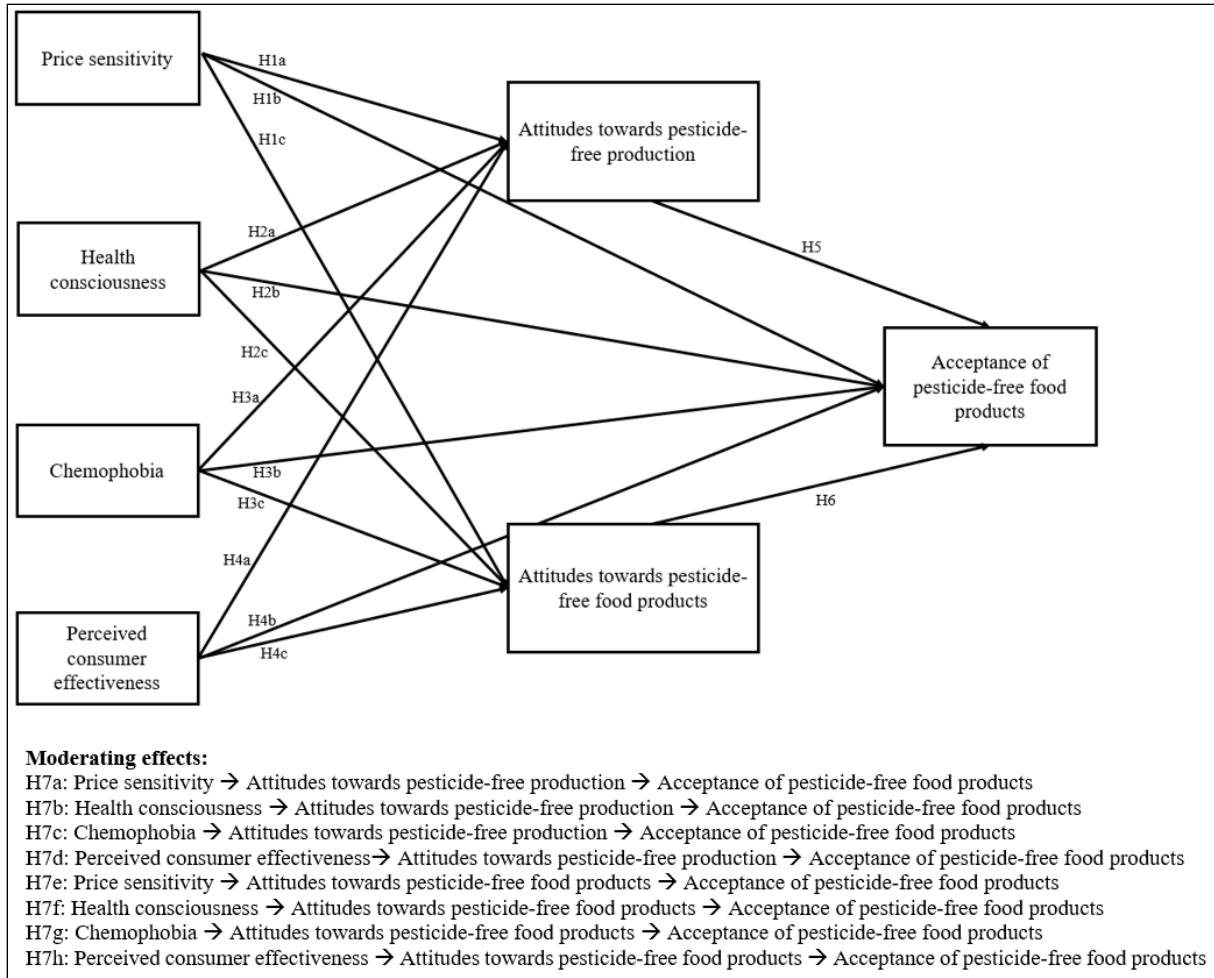 Price sensitivity
H1a
H1b
H1c
Attitudes towards pesticide-
free production
Health
consciousness
H2a
H2b
H2c
H5
Acceptance of
pesticide-free food
products
Chemophobia
H3a
H3b
H3c
H6
Attitudes towards pesticide-
free food products
Perceived
consumer
effectiveness
H4a
H4b
H4c
Moderating effects:
H7a: Price sensitivity → Attitudes towards pesticide-free production → Acceptance of pesticide-free food products
H7b: Health consciousness → Attitudes towards pesticide-free production → Acceptance of pesticide-free food products
H7c: Chemophobia → Attitudes towards pesticide-free production → Acceptance of pesticide-free food products
H7d: Perceived consumer effectiveness→ Attitudes towards pesticide-free production → Acceptance of pesticide-free food products
H7e: Price sensitivity → Attitudes towards pesticide-free food products → Acceptance of pesticide-free food products
H7f: Health consciousness → Attitudes towards pesticide-free food products → Acceptance of pesticide-free food products
H7g: Chemophobia → Attitudes towards pesticide-free food products → Acceptance of pesticide-free food products
H7h: Perceived consumer effectiveness → Attitudes towards pesticide-free food products → Acceptance of pesticide-free food products